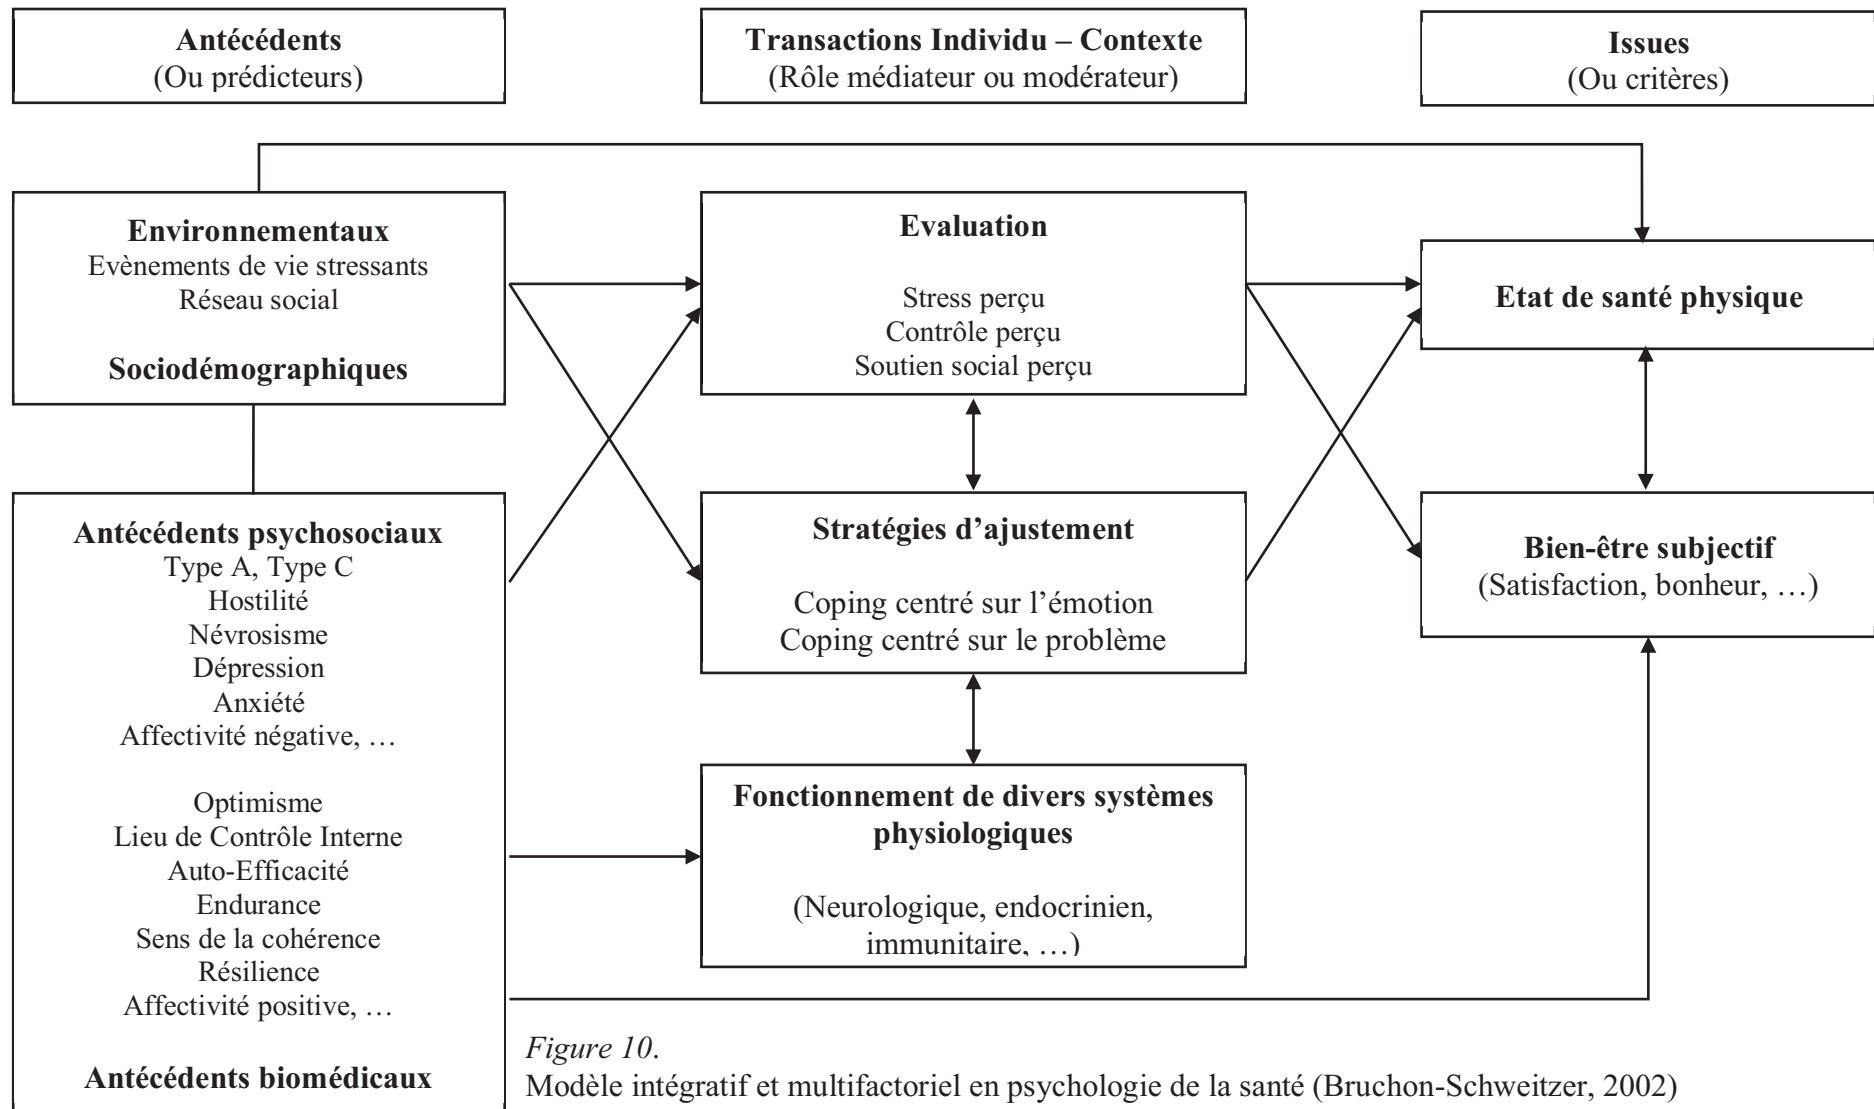 Antécédents
(Ou prédicteurs)
Transactions Individu – Contexte
(Rôle médiateur ou modérateur)
Issues
(Ou critères)
Environnementaux
Evènements de vie stressants
Réseau social
Sociodémographiques
Evaluation
Stress perçu
Contrôle perçu
Soutien social perçu
Etat de santé physique
Antécédents psychosociaux
Type A, Type C
Hostilité
Névrosisme
Dépression
Anxiété
Affectivité négative, …
Optimisme
Lieu de Contrôle Interne
Auto-Efficacité
Endurance
Sens de la cohérence
Résilience
Affectivité positive, …
Antécédents biomédicaux
Stratégies d’ajustement
Coping centré sur l’émotion
Coping centré sur le problème
Bien-être subjectif
(Satisfaction, bonheur, …)
Fonctionnement de divers systèmes
physiologiques
(Neurologique, endocrinien,
immunitaire, …)
Figure 10.
Modèle intégratif et multifactoriel en psychologie de la santé (Bruchon-Schweitzer, 2002)